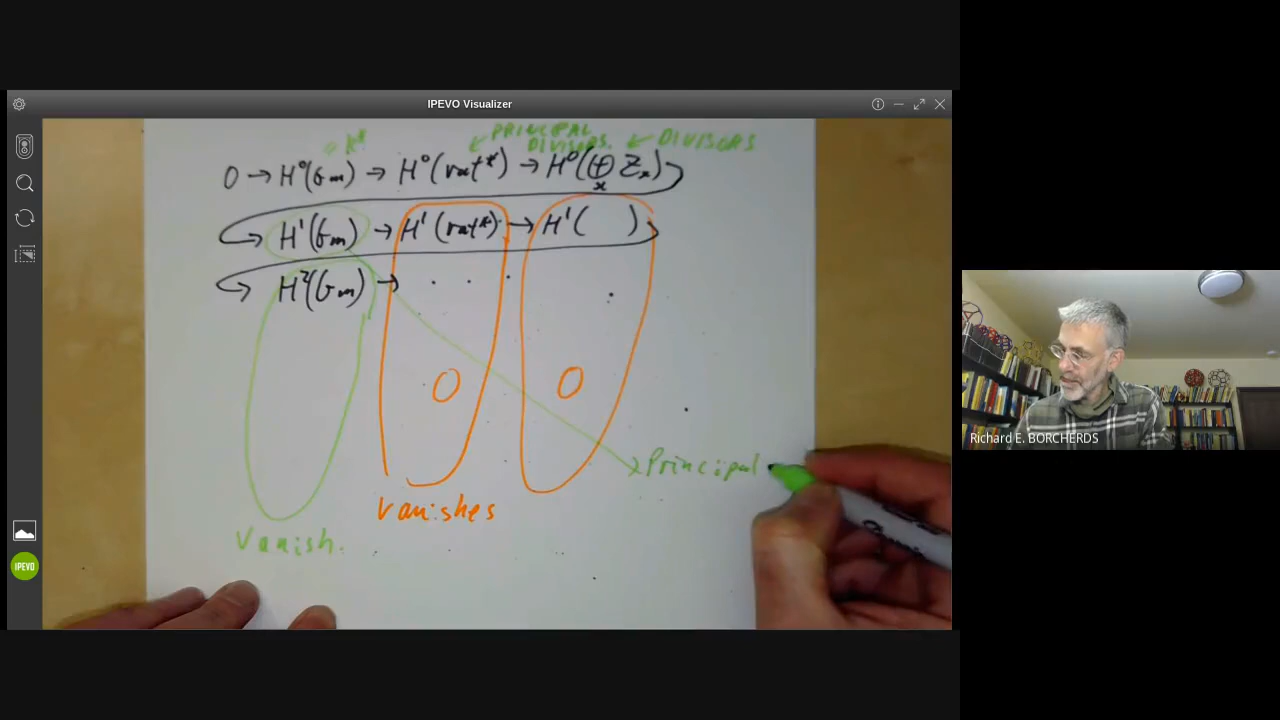 IPEVO Visualizer
= K*
PRINCIPAL
DIVISORS.
DIVISORS
0 → H⁰(Gm) → H⁰(rat*) → H⁰(⊕ Zx)
x
H¹(Gm) → H¹(rat*) → H¹( )
H²(Gm) → . . . .
0 0
Principal
Vanishes
Vanish.
IPEVO
Richard E. BORCHERDS